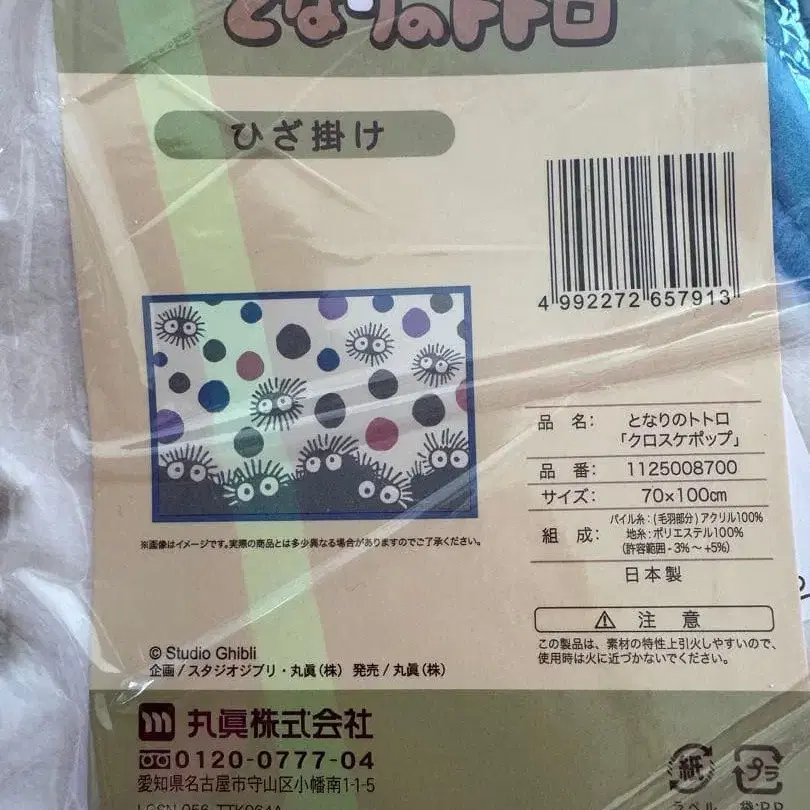 となりのトトロ
ひざ掛け
4 992272 657913
品 名: となりのトトロ
「クロスケポップ」
品 番: 1125008700
サイズ: 70×100㎝
組 成: パイル糸:(毛羽部分)アクリル100%
地糸:ポリエステル100%
(許容範囲-3%~+5%)
日本製
※画像はイメージです。実際の商品とは多少異なる場合がありますのでご了承ください。
⚠ 注 意
この製品は、素材の特性上引火しやすいので、
使用時は火に近づかないでください。
© Studio Ghibli
企画/スタジオジブリ・丸眞(株) 発売/丸眞(株)
丸眞株式会社
0120-0777-04
愛知県名古屋市守山区小幡南1-1-5
紙
プラ